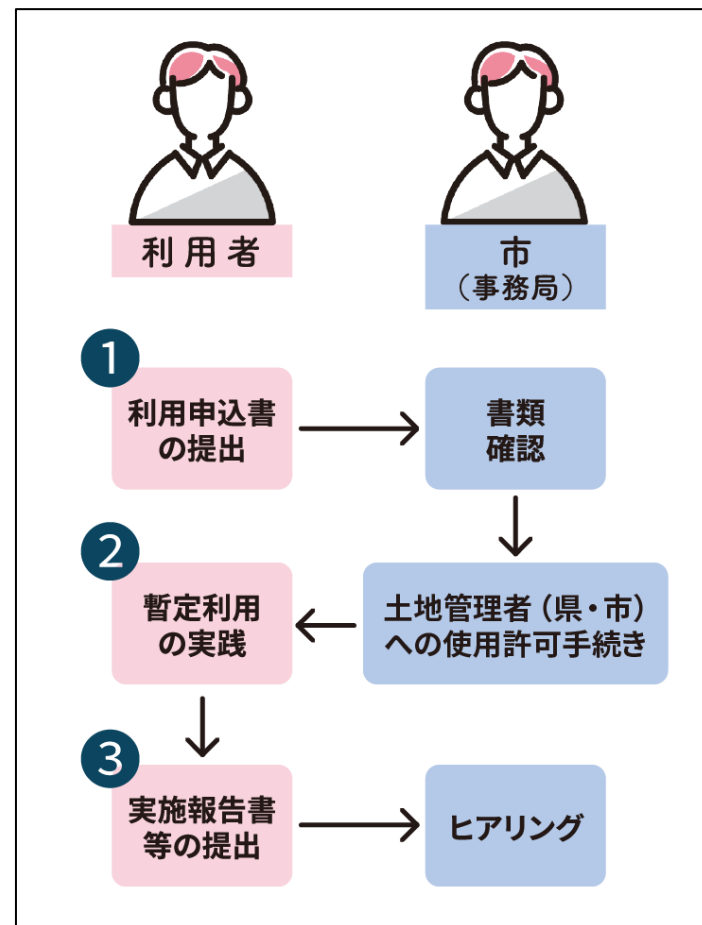 利用者
市
（事務局）
1
利用申込書
の提出
書類
確認
2
暫定利用
の実践
土地管理者（県・市）
への使用許可手続き
3
実施報告書
等の提出
ヒアリング